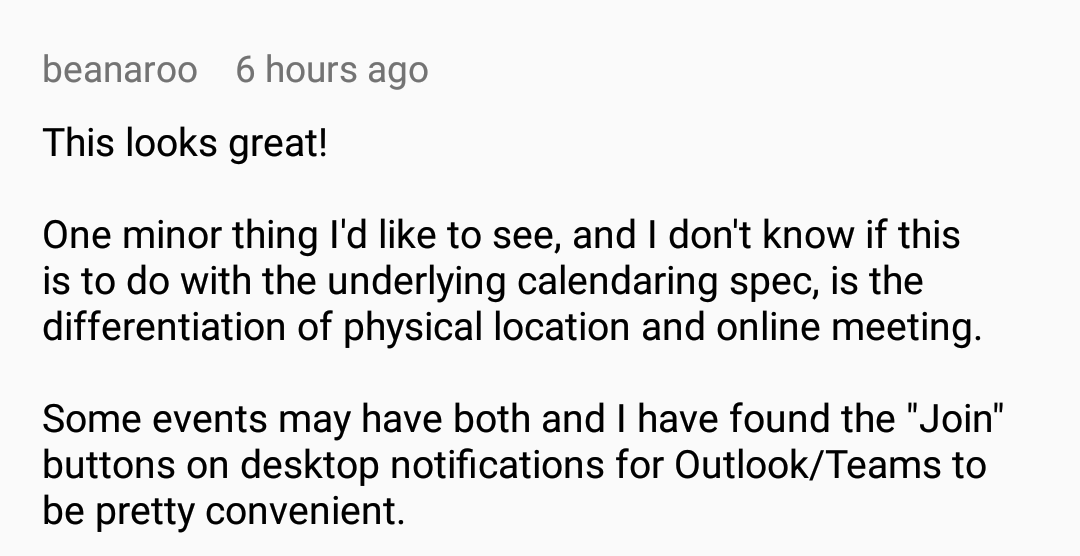 beanaroo 6 hours ago
This looks great!
One minor thing I'd like to see, and I don't know if this
is to do with the underlying calendaring spec, is the
differentiation of physical location and online meeting.
Some events may have both and I have found the "Join"
buttons on desktop notifications for Outlook/Teams to
be pretty convenient.